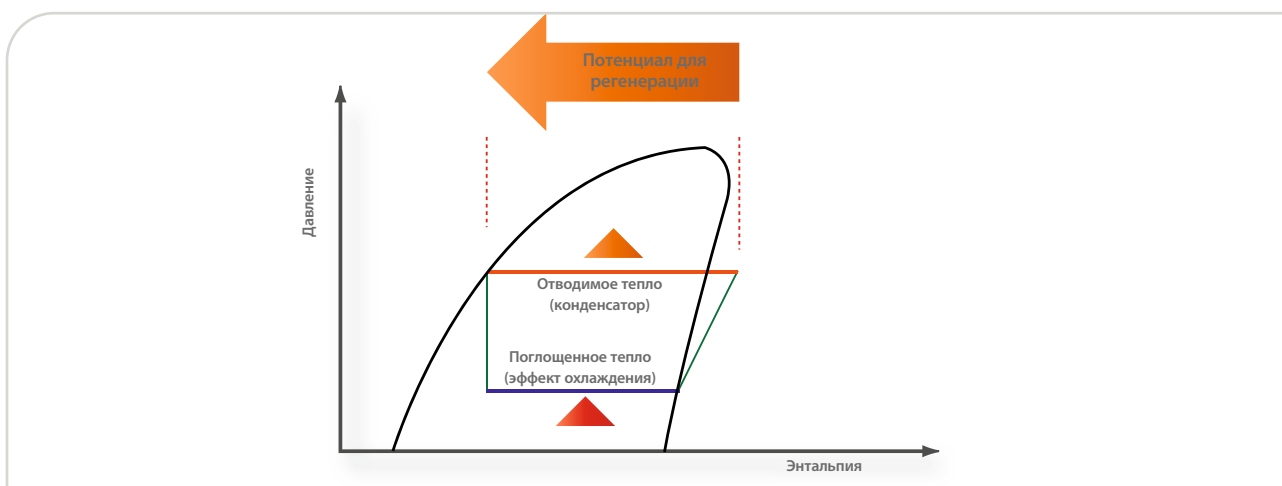 Потенциал для
регенерации
Давление
Отводимое тепло
(конденсатор)
Поглощенное тепло
(эффект охлаждения)
Энтальпия